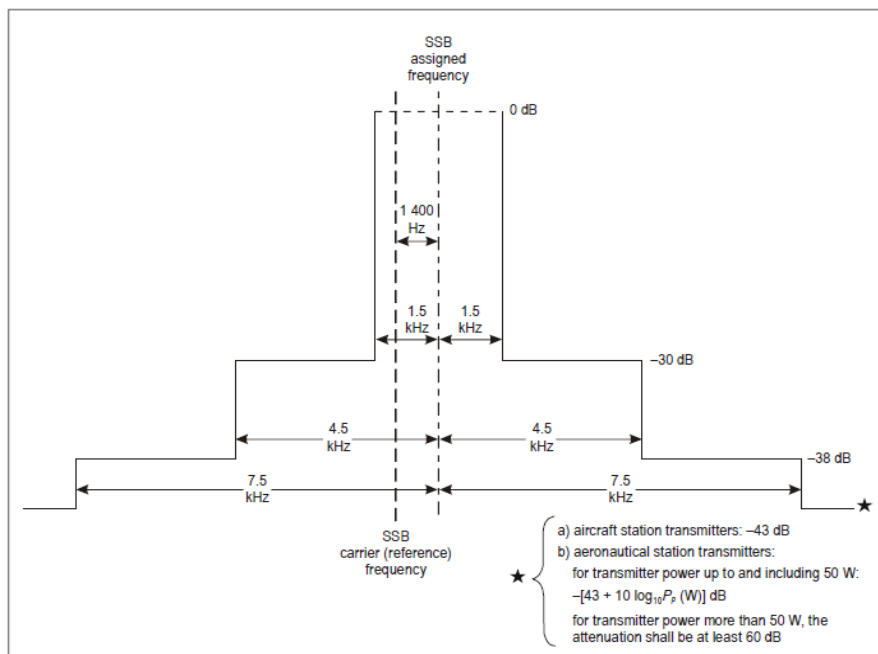 SSB
assigned
frequency
0 dB
1 400
Hz
1.5
kHz
1.5
kHz
–30 dB
4.5
kHz
4.5
kHz
–38 dB
7.5
kHz
7.5
kHz
★
SSB
carrier (reference)
frequency
★
a) aircraft station transmitters: –43 dB
b) aeronautical station transmitters:
for transmitter power up to and including 50 W:
–[43 + 10 log₁₀Pₚ (W)] dB
for transmitter power more than 50 W, the
attenuation shall be at least 60 dB